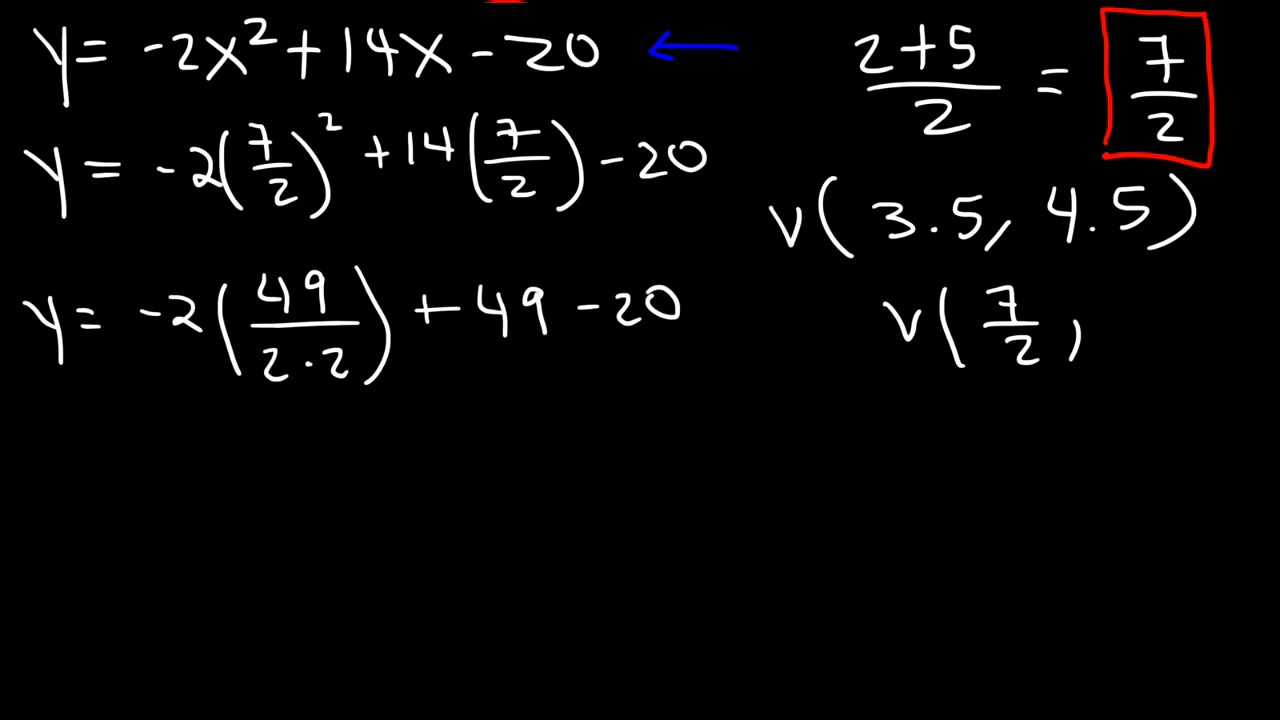 y = -2x² + 14x - 20
y = -2(7/2)² + 14(7/2) - 20
y = -2(49/2·2) + 49 - 20
2+5/2 = 7/2
v(3.5, 4.5)
v(7/2,